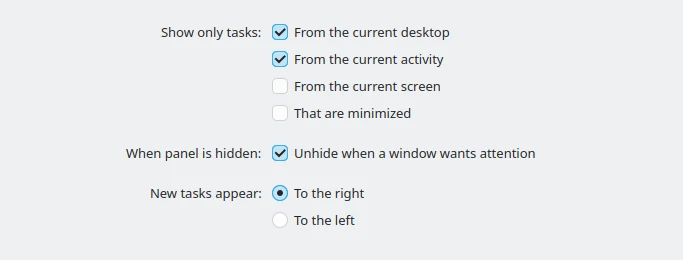 Show only tasks: From the current desktop
From the current activity
From the current screen
That are minimized
When panel is hidden: Unhide when a window wants attention
New tasks appear: To the right
To the left